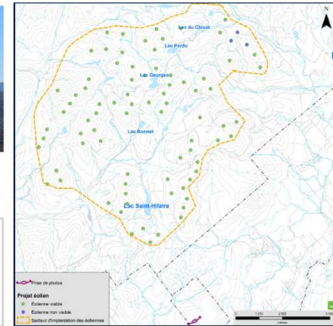 N
Lac du Chouix
Lac Perdu
Lac Georges
Lac Bonnet
Lac Saint-Hilaire
Prise de photos
Projet éolien
Éolienne visible
Éolienne non visible
Secteur d'implantation des éoliennes